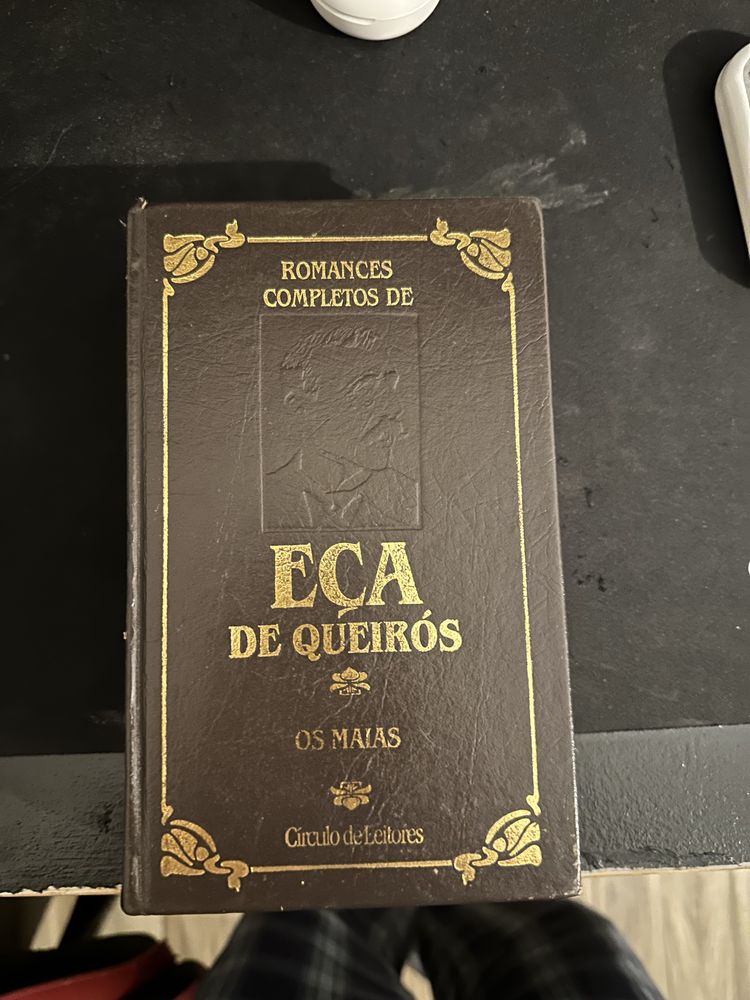 ROMANCES
COMPLETOS DE
EÇA
DE QUEIRÓS
OS MAIAS
Círculo de Leitores